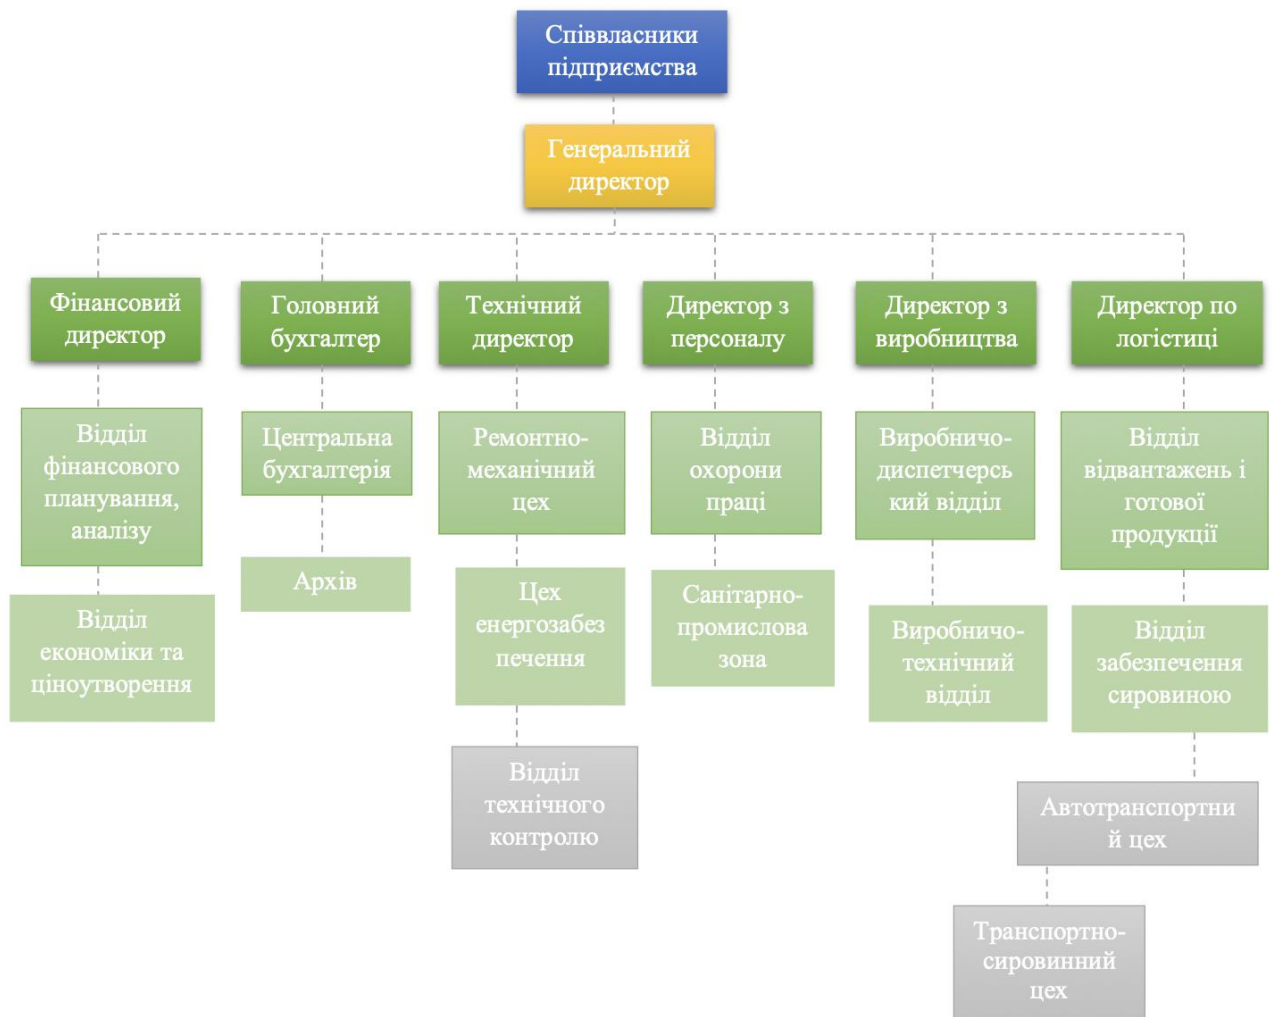 Співвласники
підприємства
Генеральний
директор
Фінансовий
директор
Головний
бухгалтер
Технічний
директор
Директор з
персоналу
Директор з
виробництва
Директор по
логістиці
Відділ
фінансового
планування,
аналізу
Центральна
бухгалтерія
Ремонтно-
механічний
цех
Відділ
охорони
праці
Виробничо-
диспетчерсь
кий відділ
Відділ
відвантажень і
готової
продукції
Відділ
економіки та
ціноутворення
Архів
Цех
енергозабез
печення
Санітарно-
промислова
зона
Виробничо-
технічний
відділ
Відділ
забезпечення
сировиною
Відділ
технічного
контролю
Автотранспортни
й цех
Транспортно-
сировинний
цех